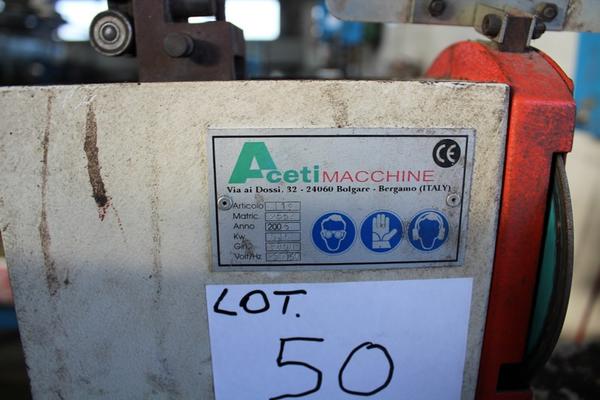 Aceti MACCHINE
CE
Via ai Dossi, 32 - 24060 Bolgare - Bergamo (ITALY)
Articolo
Matric.
Anno 200
Kw
Giri
Volt/Hz
LOT.
50